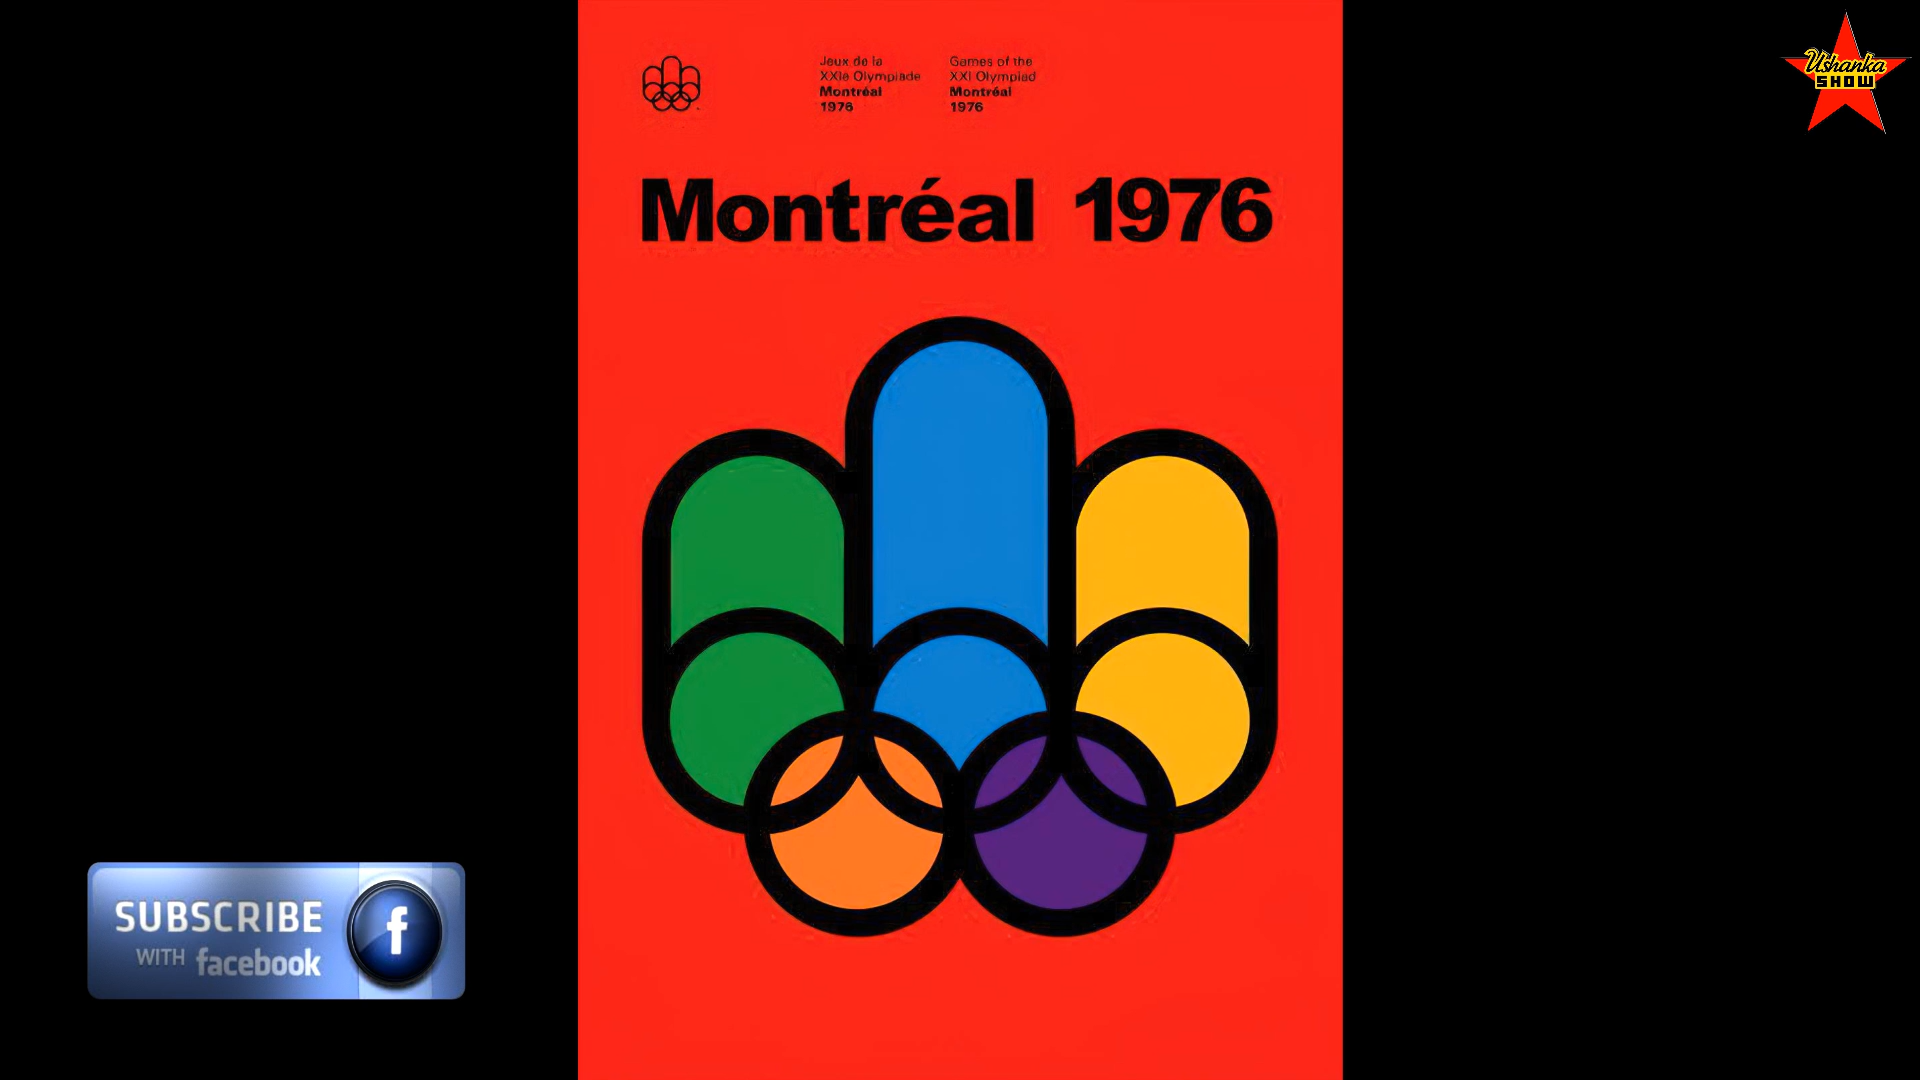 Jeux de la
XXIe Olympiade
Montréal
1976
Games of the
XXI Olympiad
Montréal
1976
Montréal 1976
Ushanka
SHOW
SUBSCRIBE
WITH facebook
f